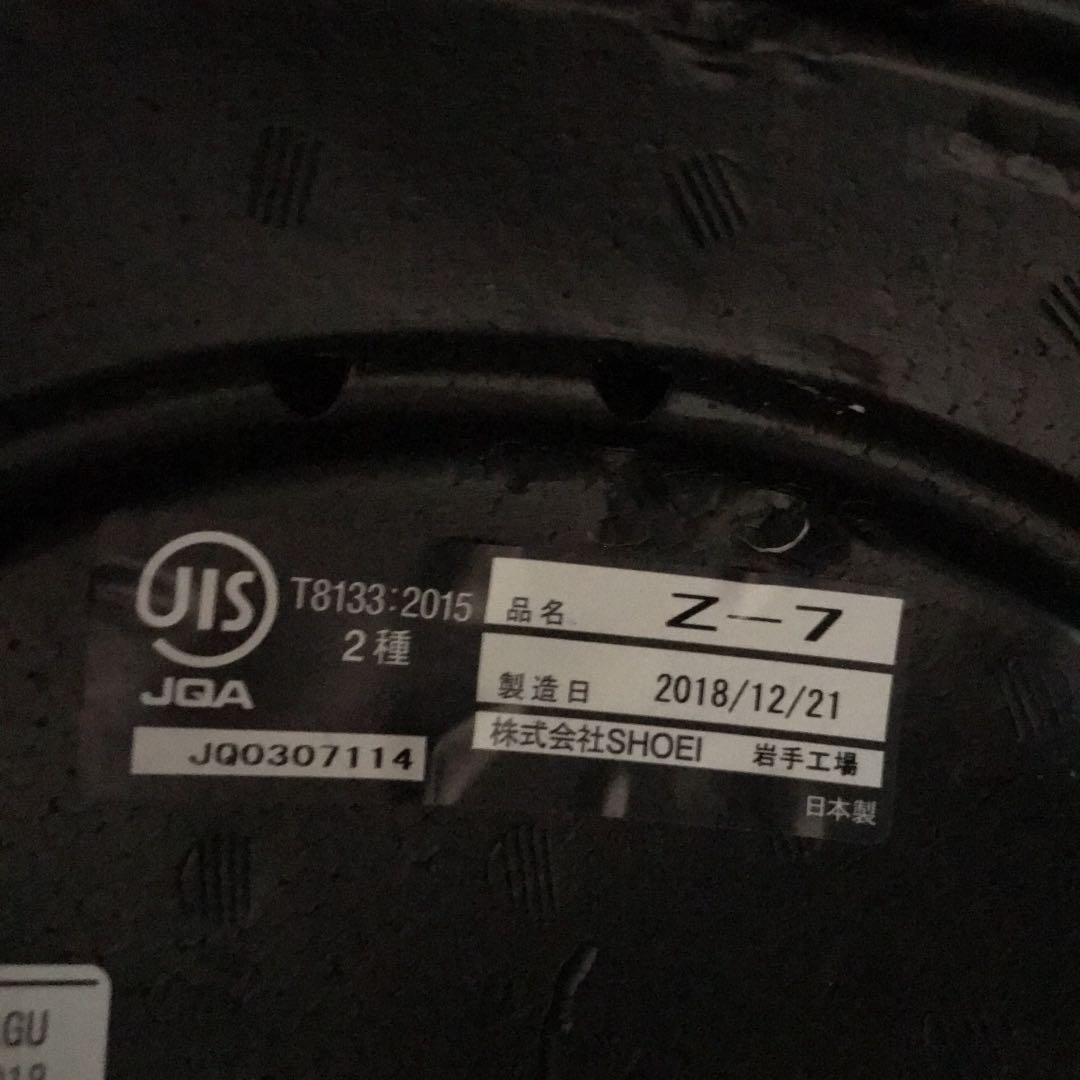 JIS
T8133:2015
2種
JQA
JQ0307114
品名 Z-7
製造日 2018/12/21
株式会社SHOEI 岩手工場
日本製
GU